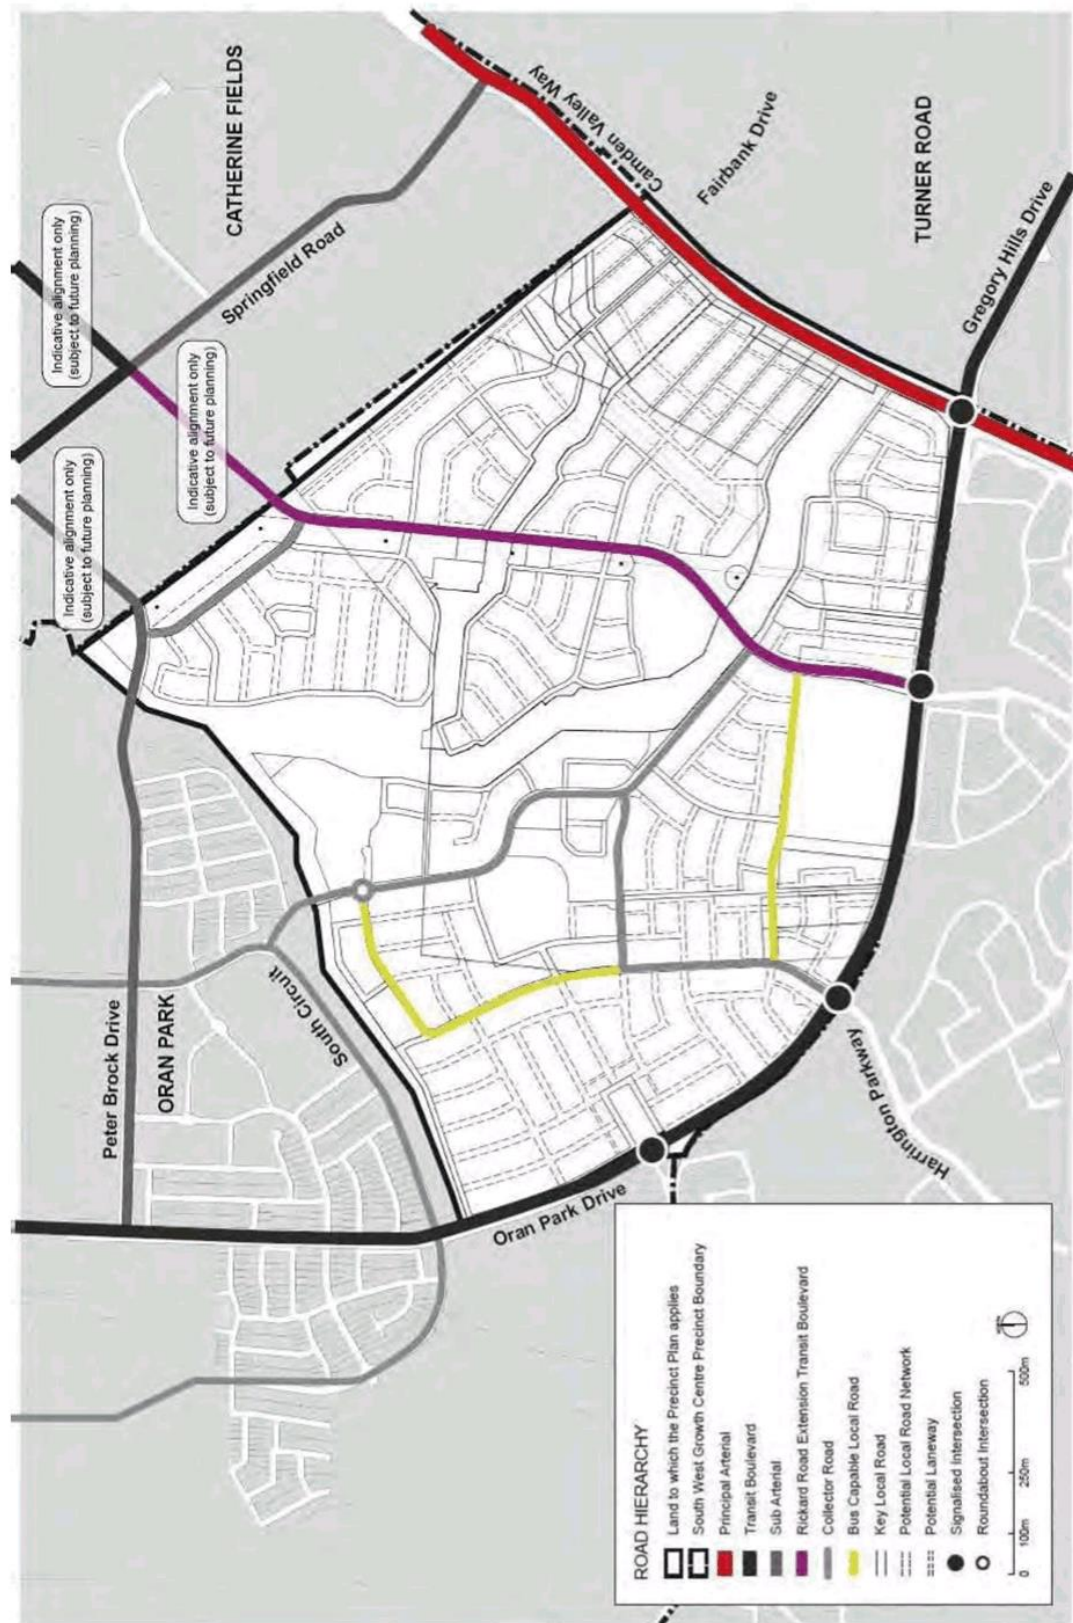 CATHERINE FIELDS
Camden Valley Way
Fairbank Drive
TURNER ROAD
Gregory Hills Drive
Springfield Road
Indicative alignment only
(subject to future planning)
Indicative alignment only
(subject to future planning)
Indicative alignment only
(subject to future planning)
Peter Brock Drive
ORAN PARK
South Circuit
Oran Park Drive
Harrington Parkway
ROAD HIERARCHY
Land to which the Precinct Plan applies
South West Growth Centre Precinct Boundary
Principal Arterial
Transit Boulevard
Sub Arterial
Rickard Road Extension Transit Boulevard
Collector Road
Bus Capable Local Road
Key Local Road
Potential Local Road Network
Potential Laneway
Signalised Intersection
Roundabout Intersection
0 100m 250m 500m